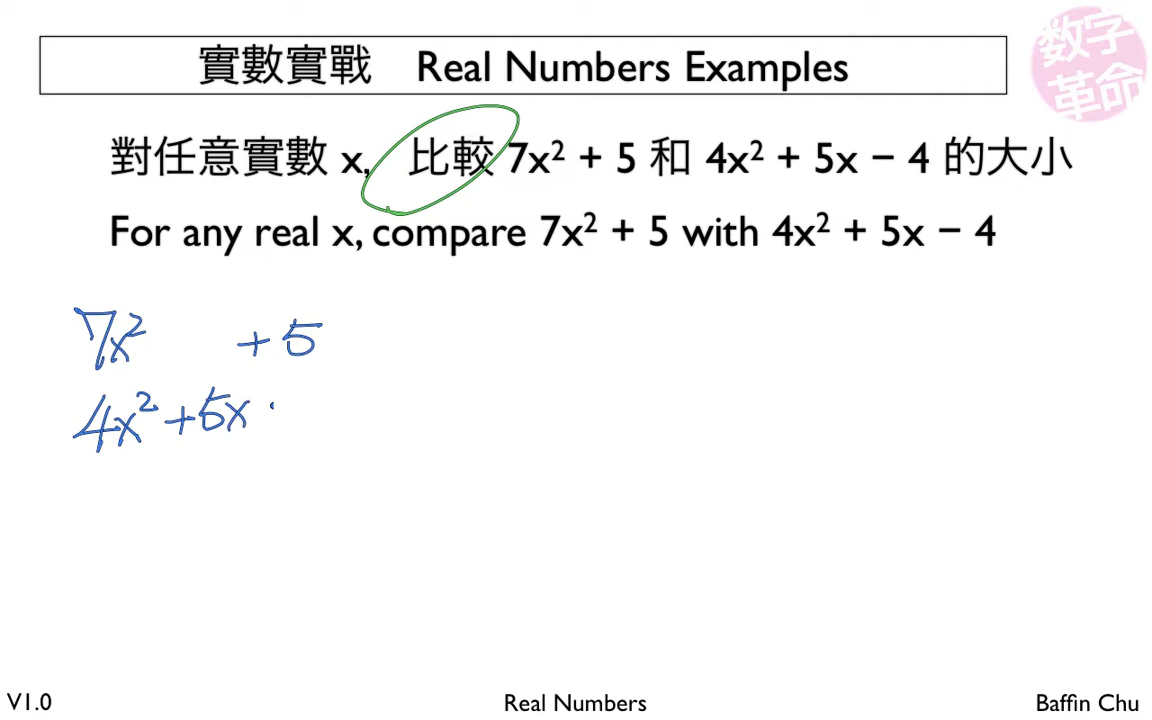 實數實戰 Real Numbers Examples
数字
革命
對任意實數 x, 比較 7x² + 5 和 4x² + 5x − 4 的大小
For any real x, compare 7x² + 5 with 4x² + 5x − 4
7x² + 5
4x² + 5x
V1.0
Real Numbers
Baffin Chu